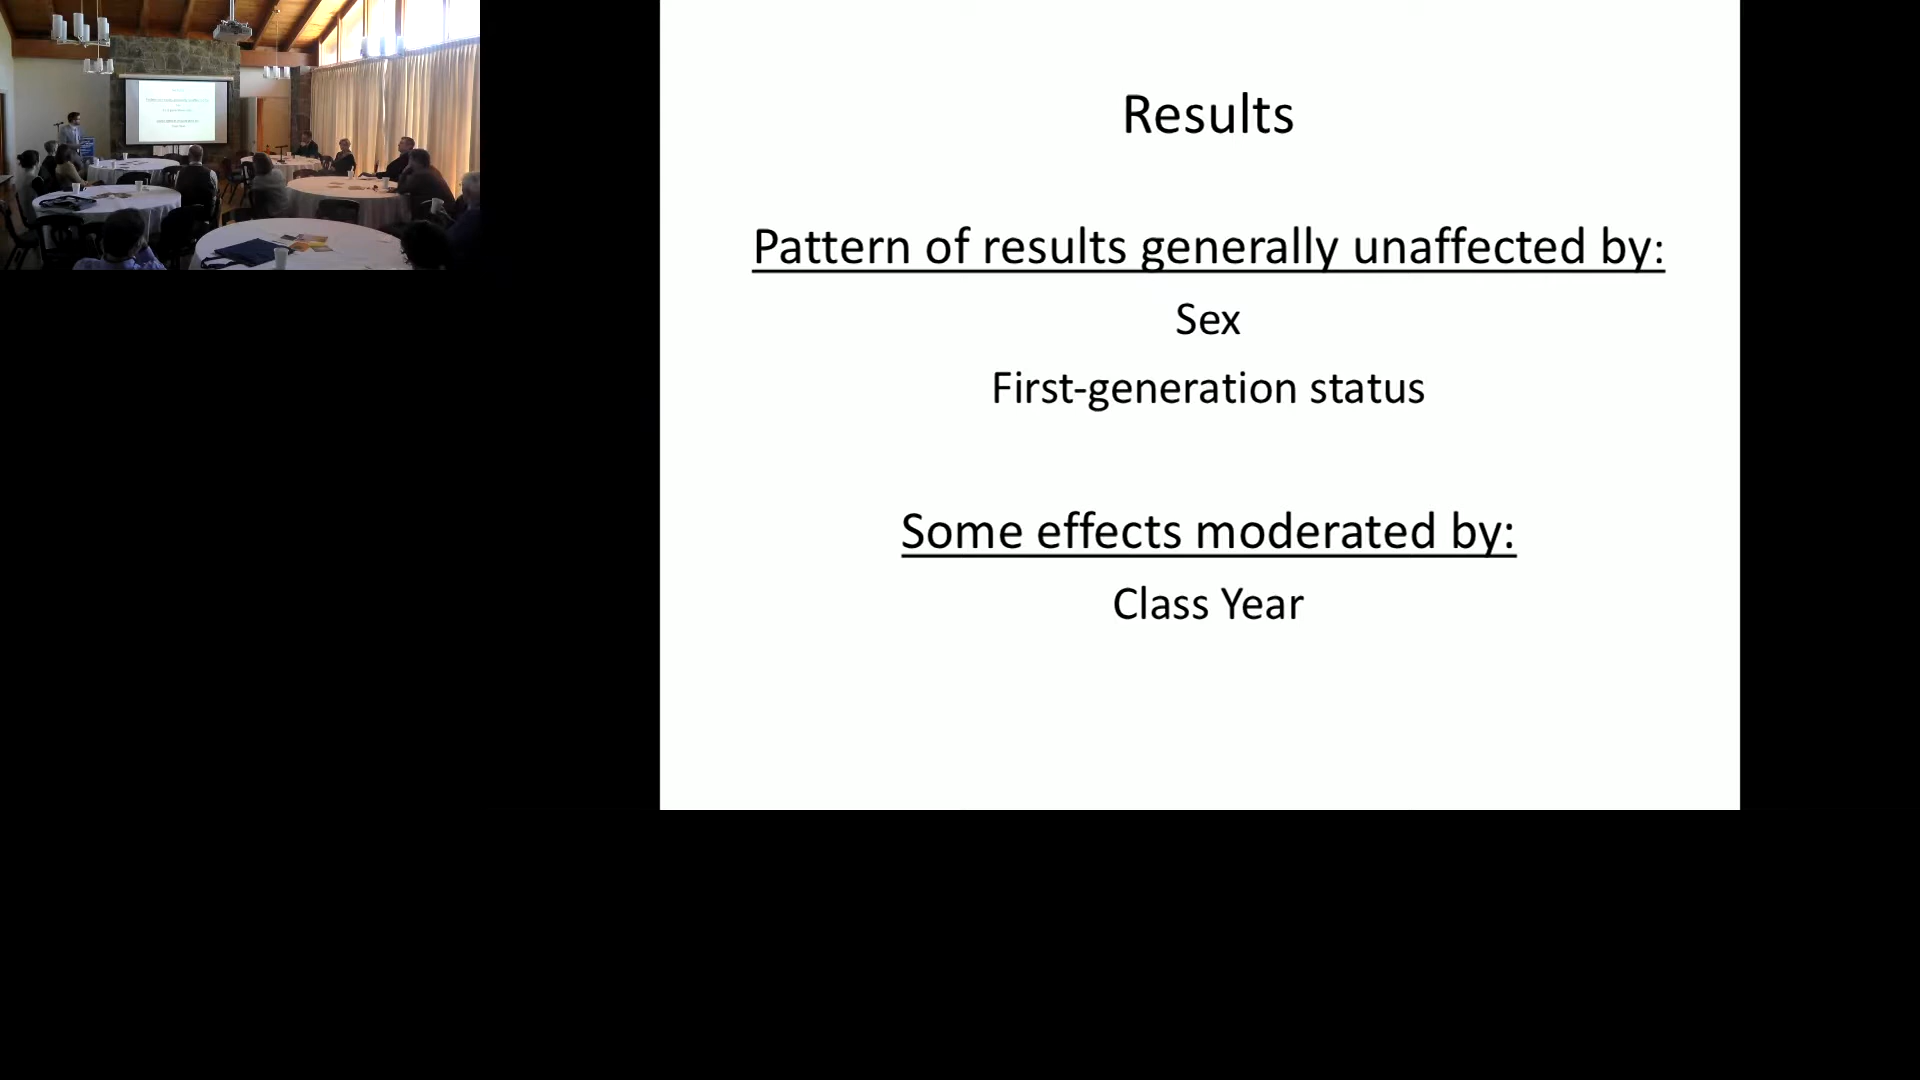 Results
Pattern of results generally unaffected by:
Sex
First-generation status
Some effects moderated by:
Class Year